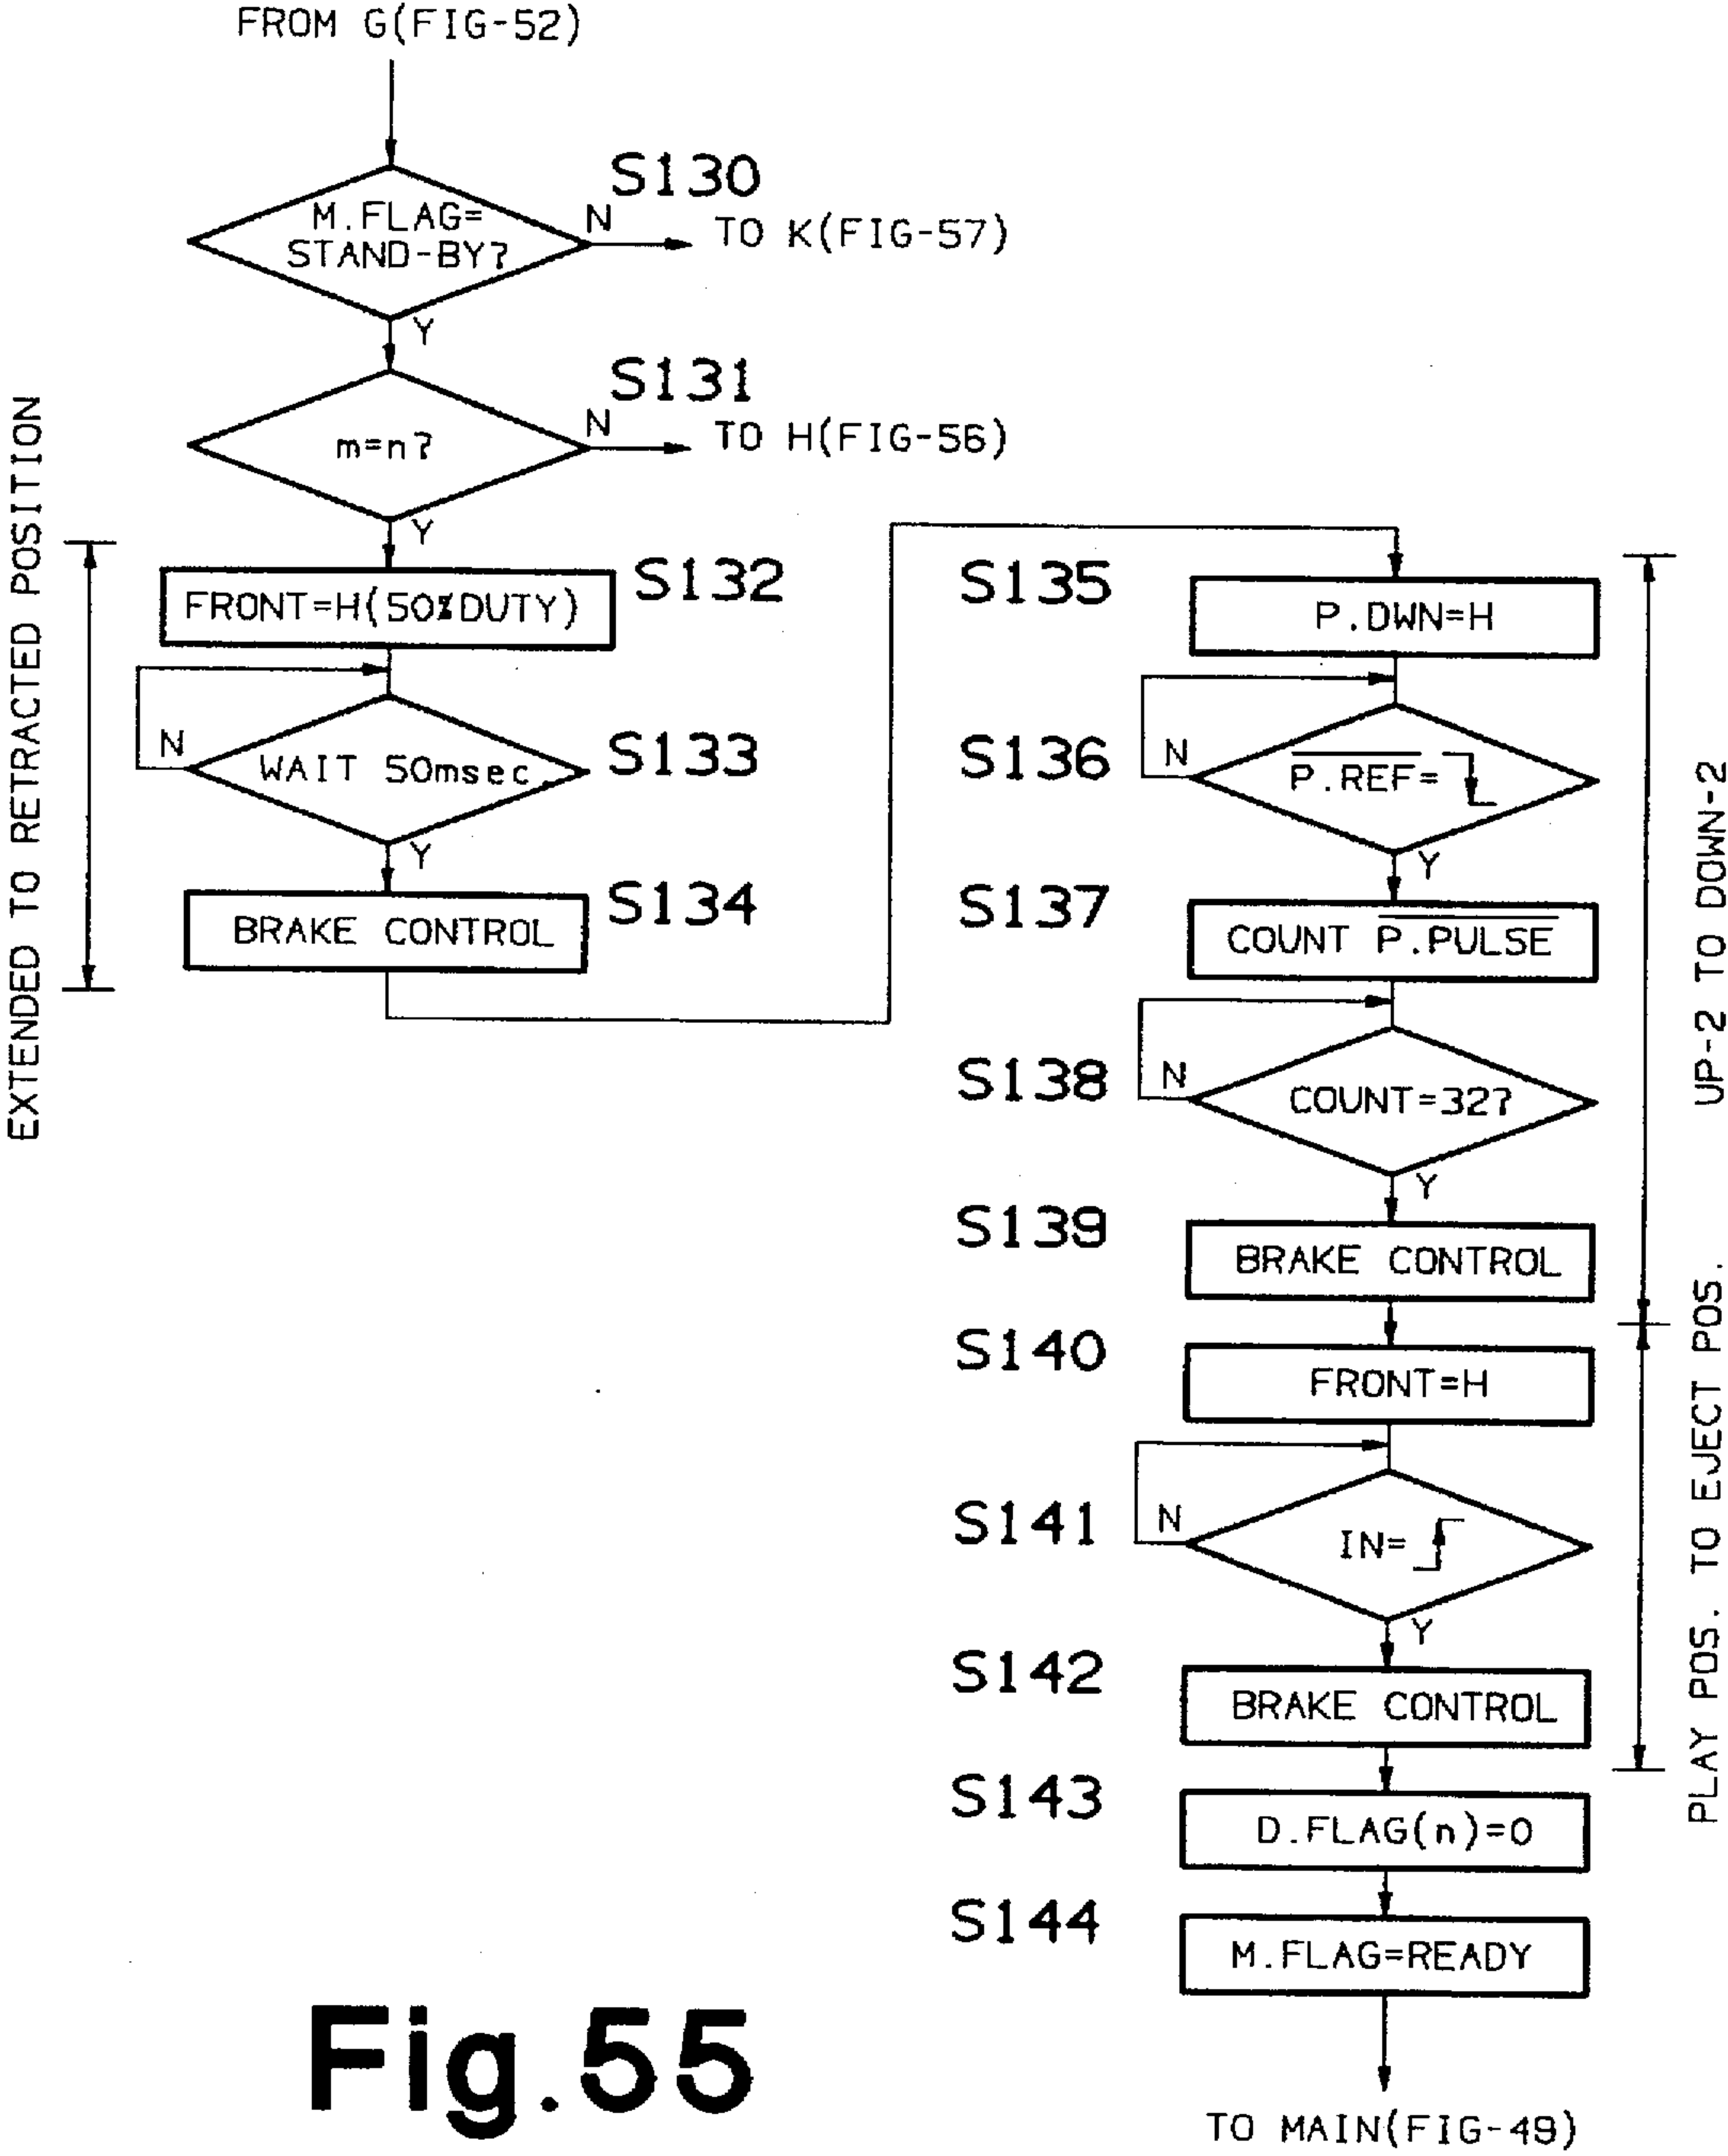 FROM G(FIG-52)
S130
M.FLAG=
STAND-BY?
N
TO K(FIG-57)
Y
S131
m=n?
N
TO H(FIG-56)
Y
EXTENDED TO RETRACTED POSITION
S132
FRONT=H(50%DUTY)
S133
N
WAIT 50msec
Y
S134
BRAKE CONTROL
S135
P.DWN=H
S136
N
P.REF=
Y
S137
COUNT P.PULSE
S138
N
COUNT=32?
Y
S139
BRAKE CONTROL
UP-2 TO DOWN-2
S140
FRONT=H
S141
N
IN=
Y
S142
BRAKE CONTROL
PLAY POS. TO EJECT POS.
S143
D.FLAG(n)=0
S144
M.FLAG=READY
TO MAIN(FIG-49)
Fig.55